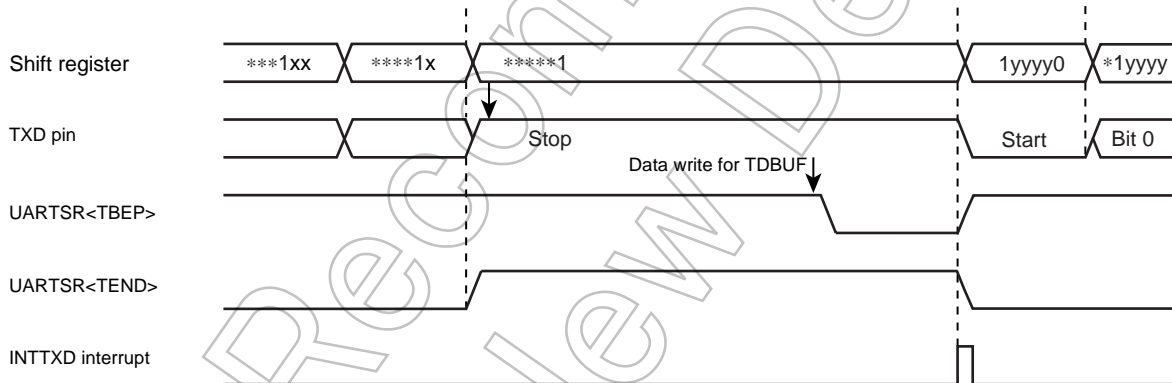 Shift register ***1xx ****1x *****1 1yyyy0 *1yyyy
TXD pin Stop Start Bit 0
Data write for TDBUF
UARTSR<TBEP>
UARTSR<TEND>
INTTXD interrupt